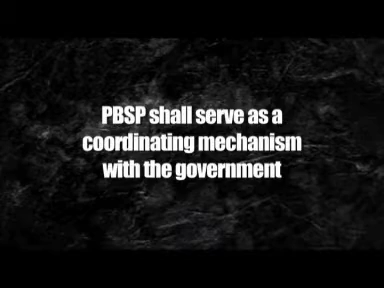 PBSP shall serve as a
coordinating mechanism
with the government